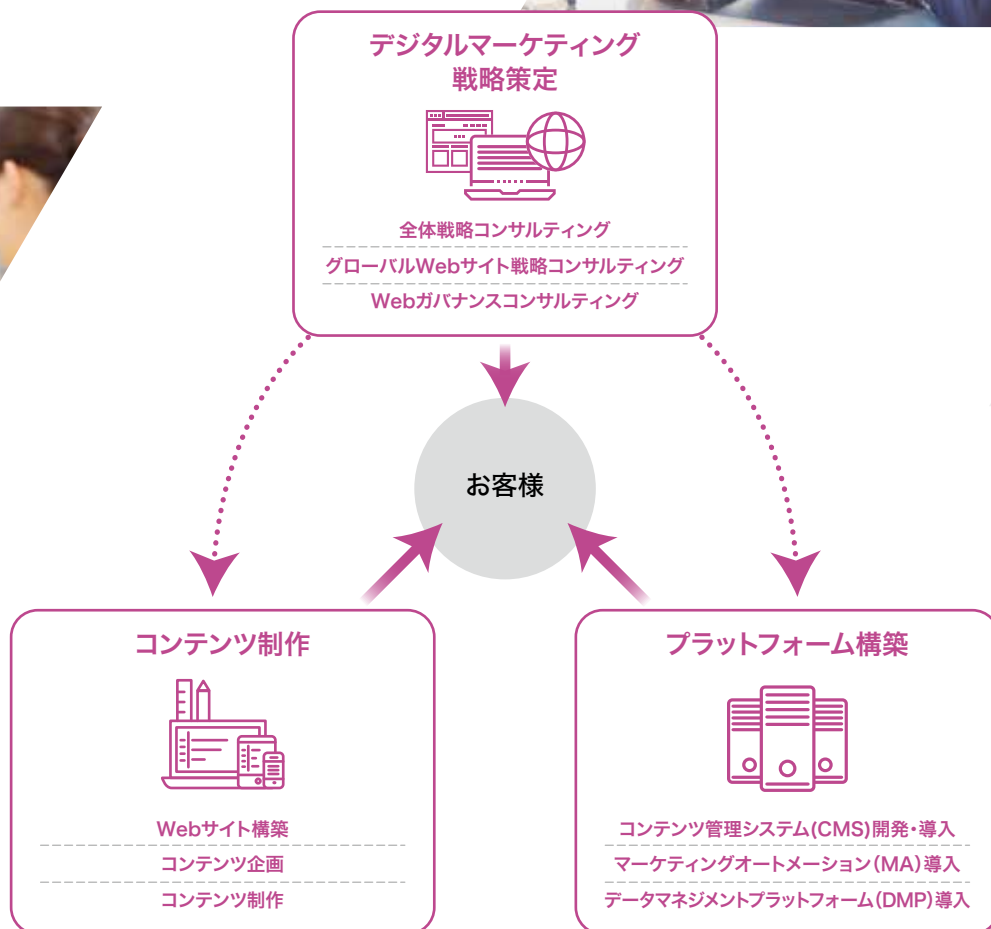 デジタルマーケティング
戦略策定
全体戦略コンサルティング
グローバルWebサイト戦略コンサルティング
Webガバナンスコンサルティング
お客様
コンテンツ制作
Webサイト構築
コンテンツ企画
コンテンツ制作
プラットフォーム構築
コンテンツ管理システム(CMS)開発・導入
マーケティングオートメーション(MA)導入
データマネジメントプラットフォーム(DMP)導入